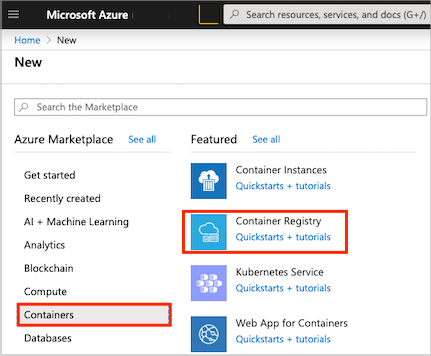 Microsoft Azure
Search resources, services, and docs (G+/)
Home > New
New
Search the Marketplace
Azure Marketplace See all
Get started
Recently created
AI + Machine Learning
Analytics
Blockchain
Compute
Containers
Databases
Featured See all
Container Instances
Quickstarts + tutorials
Container Registry
Quickstarts + tutorials
Kubernetes Service
Quickstarts + tutorials
Web App for Containers
Quickstarts + tutorials